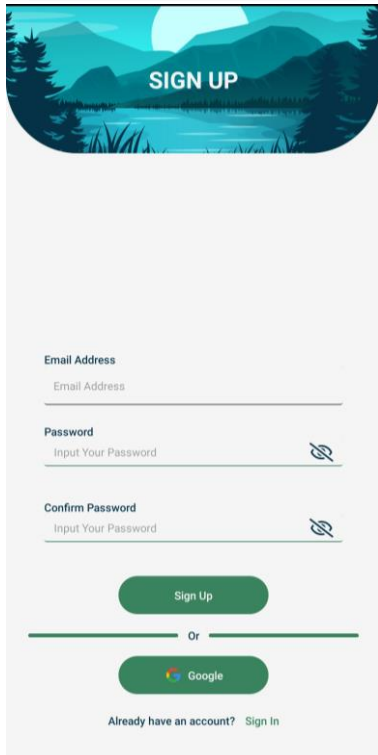 SIGN UP
Email Address
Email Address
Password
Input Your Password
Confirm Password
Input Your Password
Sign Up
Or
Google
Already have an account? Sign In